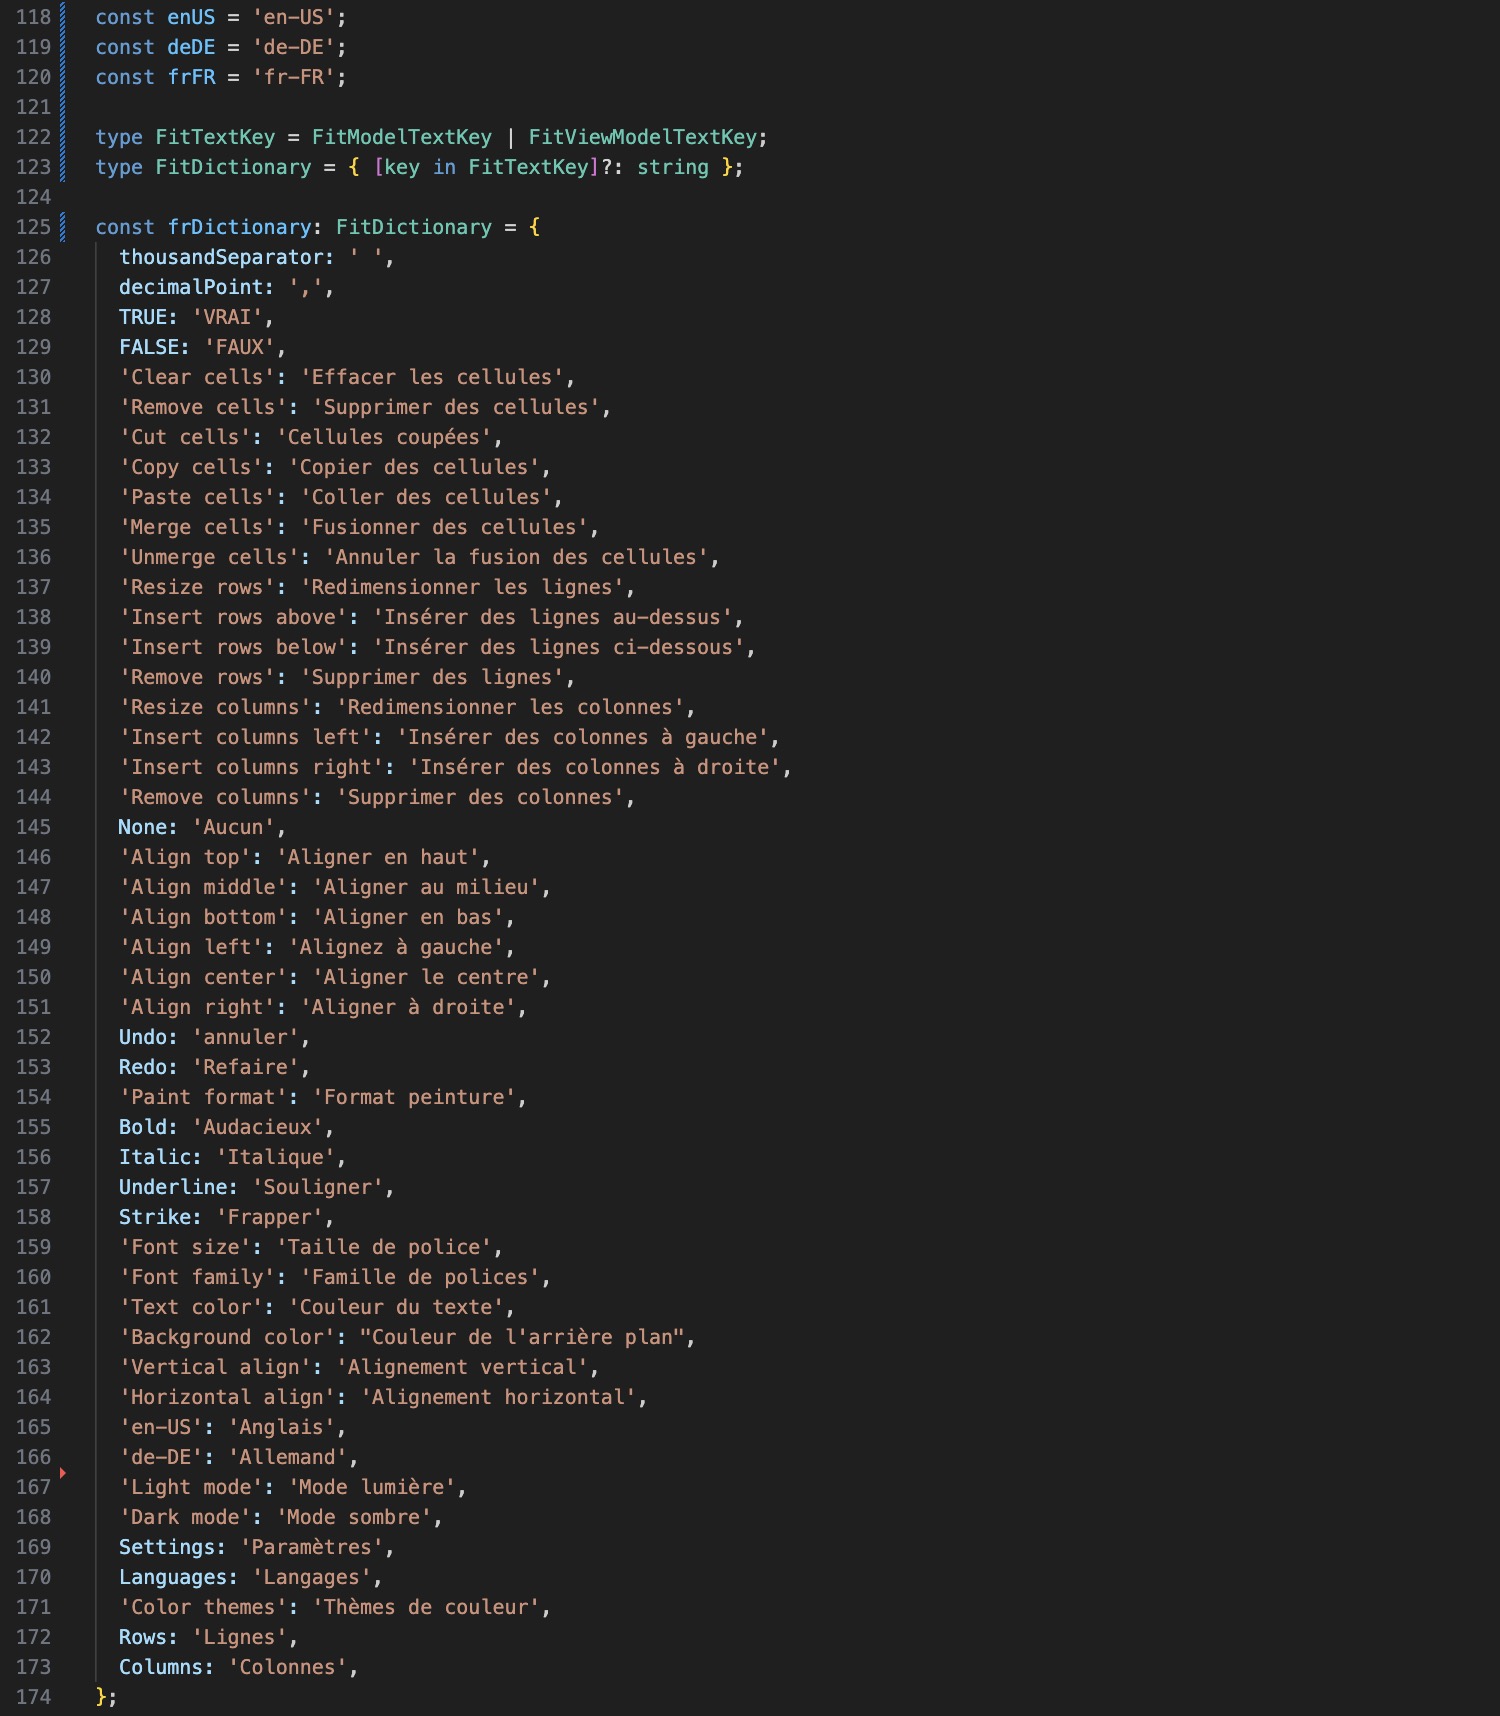 118 const enUS = 'en-US';
119 const deDE = 'de-DE';
120 const frFR = 'fr-FR';
121
122 type FitTextKey = FitModelTextKey | FitViewModelTextKey;
123 type FitDictionary = { [key in FitTextKey]?: string };
124
125 const frDictionary: FitDictionary = {
126 thousandSeparator: ' ',
127 decimalPoint: ',',
128 TRUE: 'VRAI',
129 FALSE: 'FAUX',
130 'Clear cells': 'Effacer les cellules',
131 'Remove cells': 'Supprimer des cellules',
132 'Cut cells': 'Cellules coupées',
133 'Copy cells': 'Copier des cellules',
134 'Paste cells': 'Coller des cellules',
135 'Merge cells': 'Fusionner des cellules',
136 'Unmerge cells': 'Annuler la fusion des cellules',
137 'Resize rows': 'Redimensionner les lignes',
138 'Insert rows above': 'Insérer des lignes au-dessus',
139 'Insert rows below': 'Insérer des lignes ci-dessous',
140 'Remove rows': 'Supprimer des lignes',
141 'Resize columns': 'Redimensionner les colonnes',
142 'Insert columns left': 'Insérer des colonnes à gauche',
143 'Insert columns right': 'Insérer des colonnes à droite',
144 'Remove columns': 'Supprimer des colonnes',
145 None: 'Aucun',
146 'Align top': 'Aligner en haut',
147 'Align middle': 'Aligner au milieu',
148 'Align bottom': 'Aligner en bas',
149 'Align left': 'Alignez à gauche',
150 'Align center': 'Aligner le centre',
151 'Align right': 'Aligner à droite',
152 Undo: 'annuler',
153 Redo: 'Refaire',
154 'Paint format': 'Format peinture',
155 Bold: 'Audacieux',
156 Italic: 'Italique',
157 Underline: 'Souligner',
158 Strike: 'Frapper',
159 'Font size': 'Taille de police',
160 'Font family': 'Famille de polices',
161 'Text color': 'Couleur du texte',
162 'Background color': "Couleur de l'arrière plan",
163 'Vertical align': 'Alignement vertical',
164 'Horizontal align': 'Alignement horizontal',
165 'en-US': 'Anglais',
166 'de-DE': 'Allemand',
167 'Light mode': 'Mode lumière',
168 'Dark mode': 'Mode sombre',
169 Settings: 'Paramètres',
170 Languages: 'Langages',
171 'Color themes': 'Thèmes de couleur',
172 Rows: 'Lignes',
173 Columns: 'Colonnes',
174 };